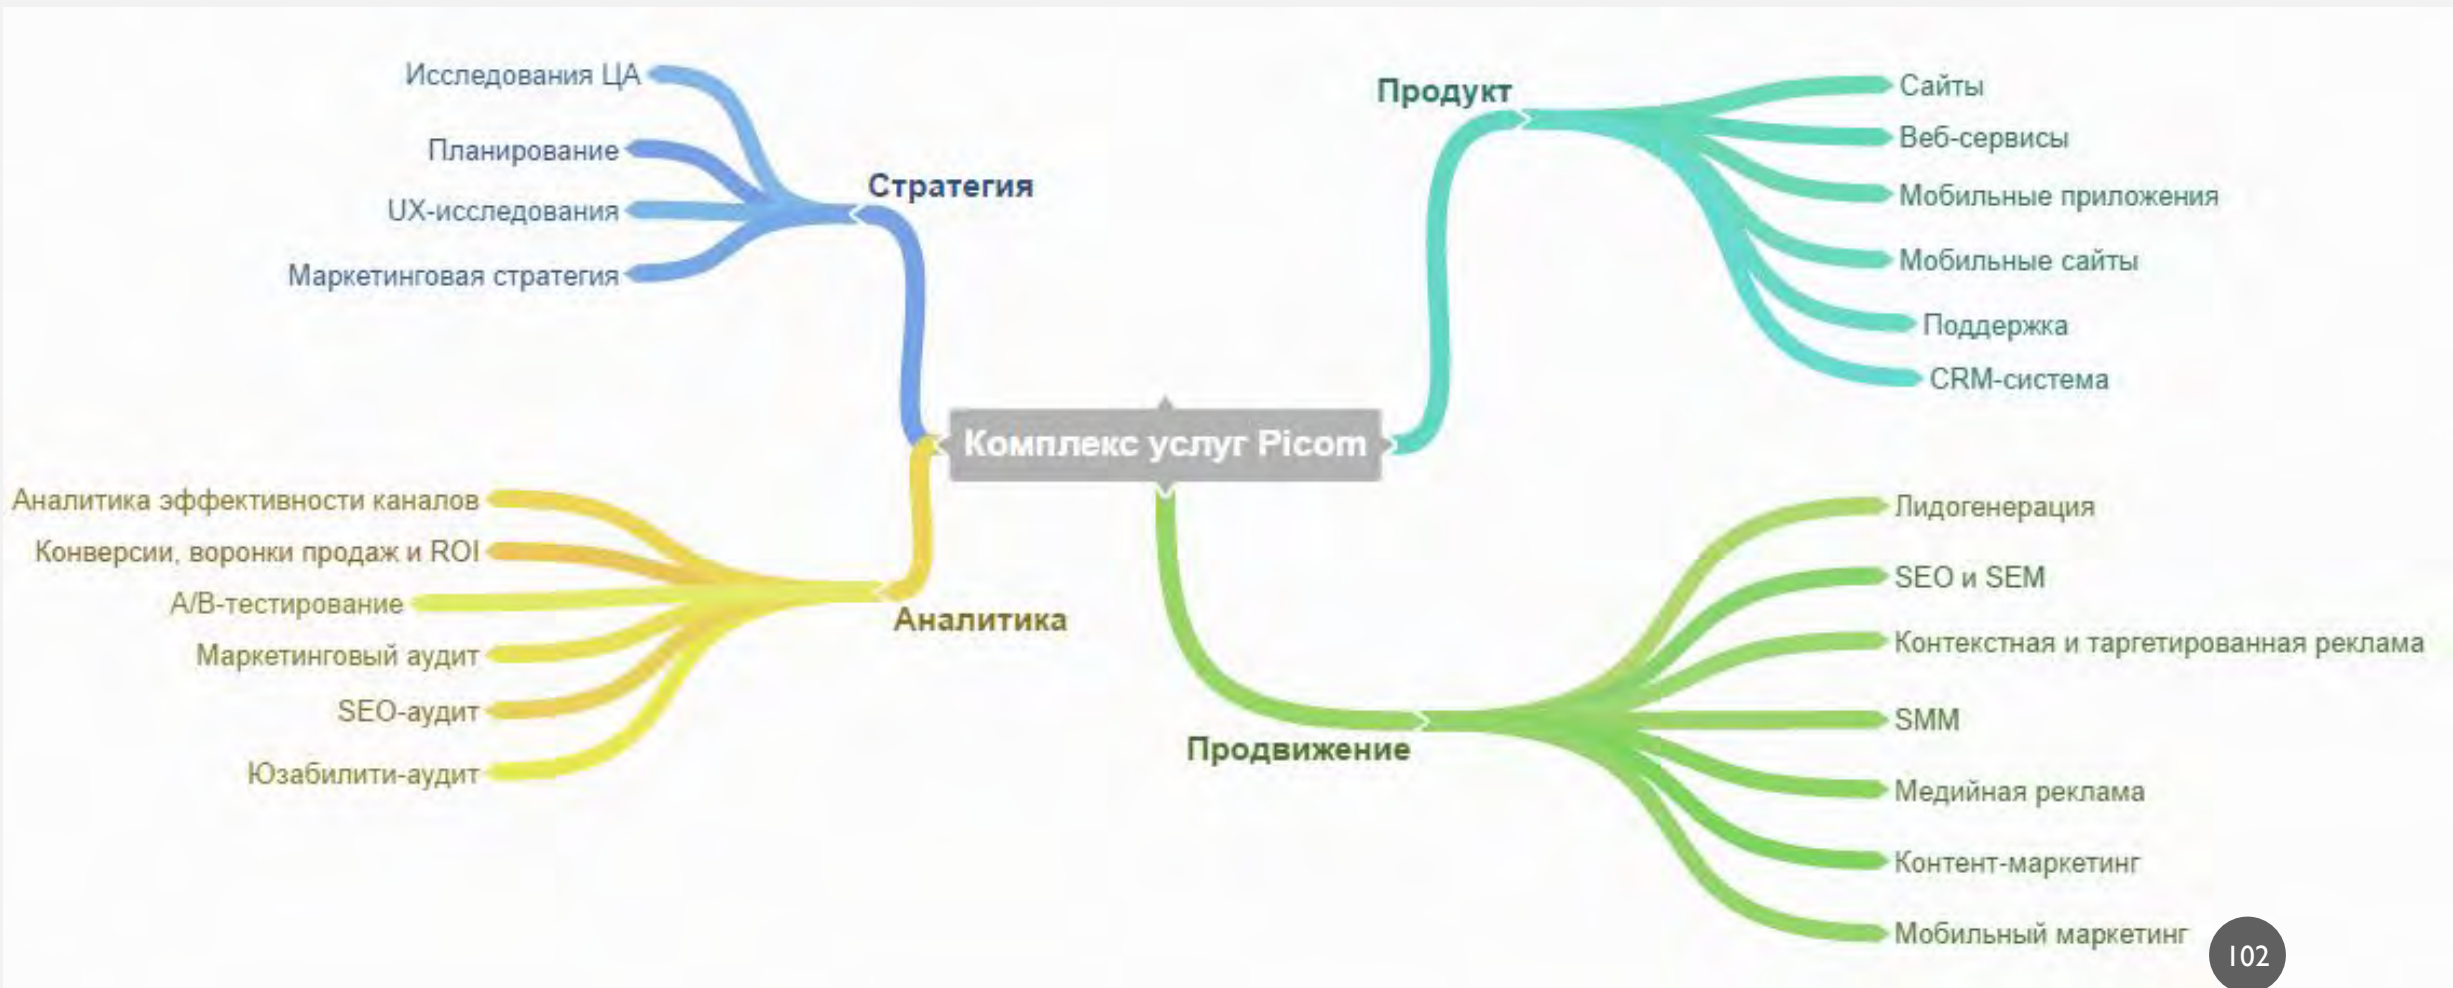 Комплекс услуг Picom
Стратегия
Исследования ЦА
Планирование
UX-исследования
Маркетинговая стратегия
Аналитика
Аналитика эффективности каналов
Конверсии, воронки продаж и ROI
A/B-тестирование
Маркетинговый аудит
SEO-аудит
Юзабилити-аудит
Продукт
Сайты
Веб-сервисы
Мобильные приложения
Мобильные сайты
Поддержка
CRM-система
Продвижение
Лидогенерация
SEO и SEM
Контекстная и таргетированная реклама
SMM
Медийная реклама
Контент-маркетинг
Мобильный маркетинг
102